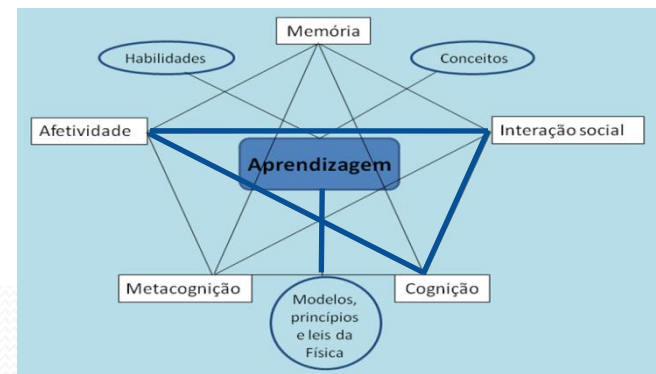 Memória
Habilidades
Conceitos
Afetividade
Interação social
Aprendizagem
Metacognição
Cognição
Modelos,
princípios
e leis da
Física